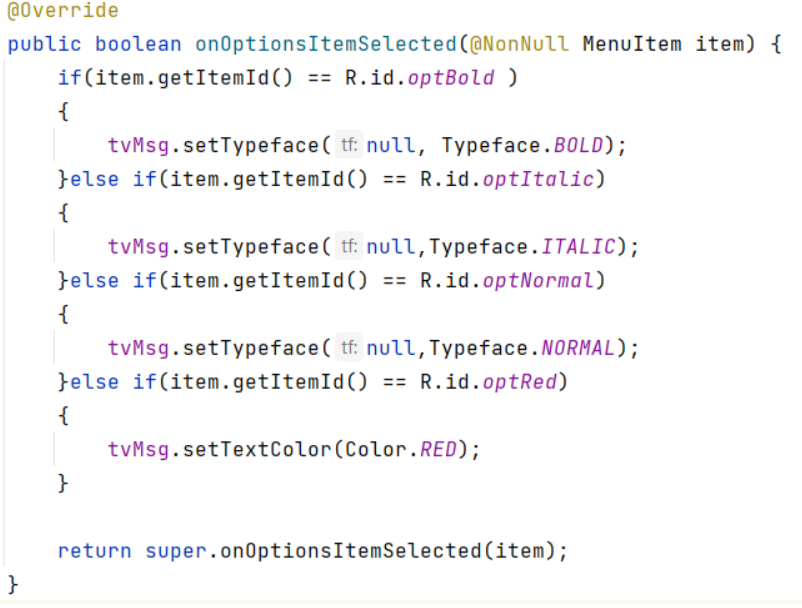 @Override
public boolean onOptionsItemSelected(@NonNull MenuItem item) {
    if(item.getItemId() == R.id.optBold )
    {
        tvMsg.setTypeface( tf: null, Typeface.BOLD);
    }else if(item.getItemId() == R.id.optItalic)
    {
        tvMsg.setTypeface( tf: null,Typeface.ITALIC);
    }else if(item.getItemId() == R.id.optNormal)
    {
        tvMsg.setTypeface( tf: null,Typeface.NORMAL);
    }else if(item.getItemId() == R.id.optRed)
    {
        tvMsg.setTextColor(Color.RED);
    }

    return super.onOptionsItemSelected(item);
}